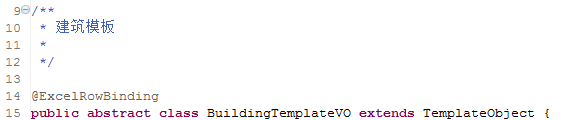 9 /**
10 * 建筑模板
11 *
12 */
13
14 @ExcelRowBinding
15 public abstract class BuildingTemplateVO extends TemplateObject {